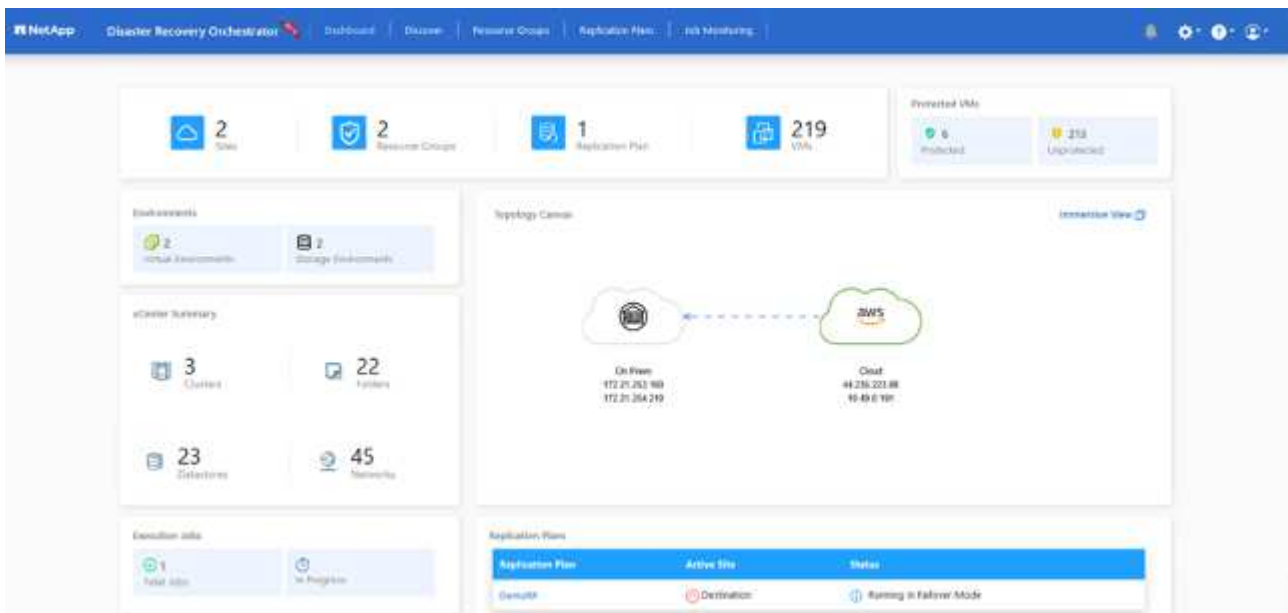 NetApp Disaster Recovery Orchestrator Dashboard Discover Resource Groups Replication Plans Job Monitoring
2
Sites
2
Resource Groups
1
Replication Plan
219
VMs
Protected VMs
6
Protected
213
Unprotected
Environments
2
Virtual Environments
2
Storage Environments
Topology Canvas
Immersive View
aws
On Prem
Cloud
vCenter Summary
3
Clusters
22
Folders
23
Datastores
45
Networks
Execution Jobs
1
Total Jobs
In Progress
Replication Plans
Replication Plan Active Site Status
DemoRP Destination Running in Failover Mode